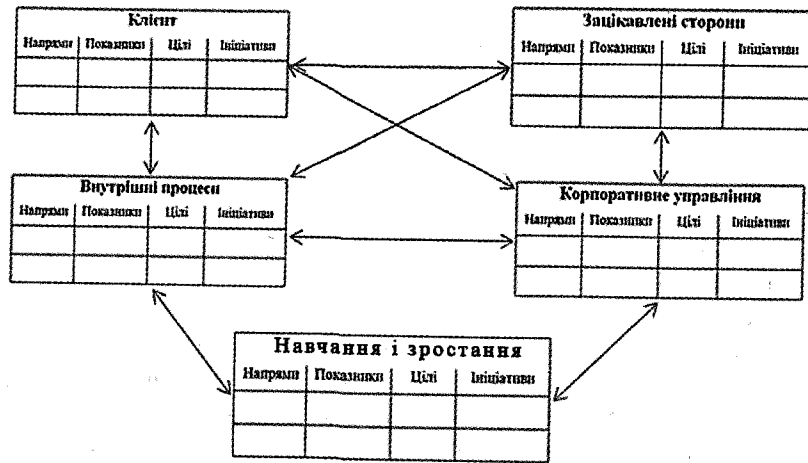 Клієнт
Напрями Показники Цілі Ініціативи
Зацікавлені сторони
Напрями Показники Цілі Ініціативи
Внутрішні процеси
Напрями Показники Цілі Ініціативи
Корпоративне управління
Напрями Показники Цілі Ініціативи
Навчання і зростання
Напрями Показники Цілі Ініціативи